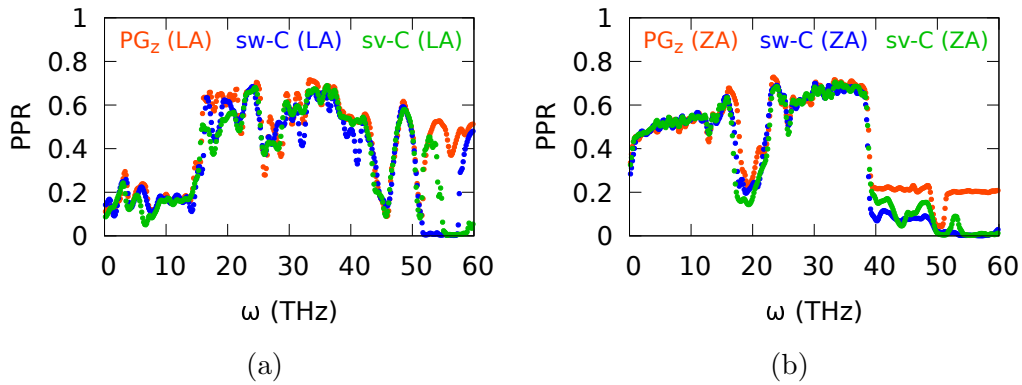 1
0.8
0.6
0.4
0.2
0
PPR
PG_z (LA) sw-C (LA) sv-C (LA)
0 10 20 30 40 50 60
ω (THz)
(a)
1
0.8
0.6
0.4
0.2
0
PPR
PG_z (ZA) sw-C (ZA) sv-C (ZA)
0 10 20 30 40 50 60
ω (THz)
(b)